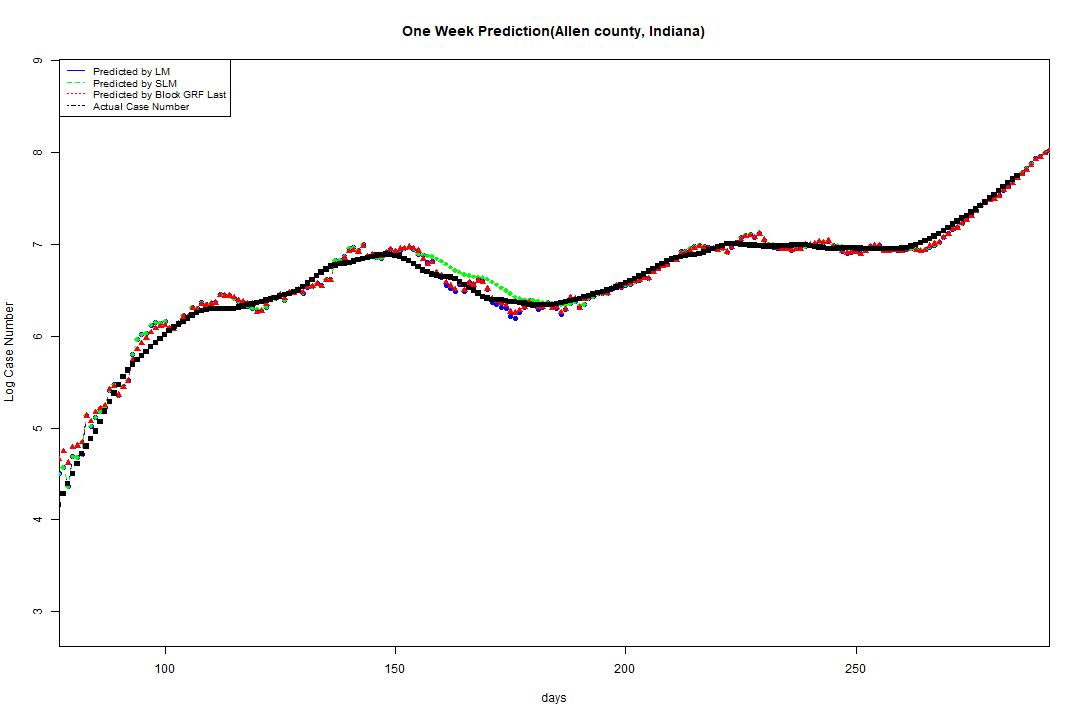 One Week Prediction(Allen county, Indiana)
Predicted by LM
Predicted by SLM
Predicted by Block GRF Last
Actual Case Number
9
8
7
6
5
4
3
Log Case Number
100 150 200 250
days